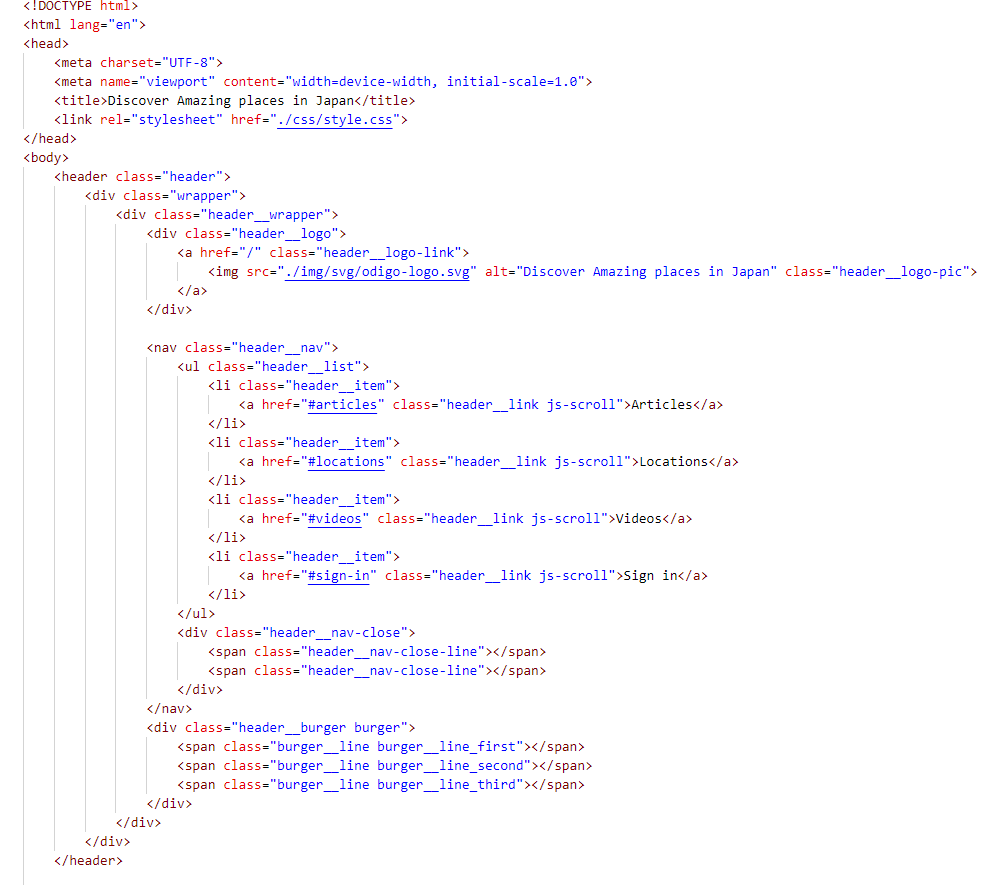 <!DOCTYPE html>
<html lang="en">
<head>
    <meta charset="UTF-8">
    <meta name="viewport" content="width=device-width, initial-scale=1.0">
    <title>Discover Amazing places in Japan</title>
    <link rel="stylesheet" href="./css/style.css">
</head>
<body>
    <header class="header">
        <div class="wrapper">
            <div class="header__wrapper">
                <div class="header__logo">
                    <a href="/" class="header__logo-link">
                        <img src="./img/svg/odigo-logo.svg" alt="Discover Amazing places in Japan" class="header__logo-pic">
                    </a>
                </div>

                <nav class="header__nav">
                    <ul class="header__list">
                        <li class="header__item">
                            <a href="#articles" class="header__link js-scroll">Articles</a>
                        </li>
                        <li class="header__item">
                            <a href="#locations" class="header__link js-scroll">Locations</a>
                        </li>
                        <li class="header__item">
                            <a href="#videos" class="header__link js-scroll">Videos</a>
                        </li>
                        <li class="header__item">
                            <a href="#sign-in" class="header__link js-scroll">Sign in</a>
                        </li>
                    </ul>
                    <div class="header__nav-close">
                        <span class="header__nav-close-line"></span>
                        <span class="header__nav-close-line"></span>
                    </div>
                </nav>
                <div class="header__burger burger">
                    <span class="burger__line burger__line_first"></span>
                    <span class="burger__line burger__line_second"></span>
                    <span class="burger__line burger__line_third"></span>
                </div>
            </div>
        </div>
    </header>